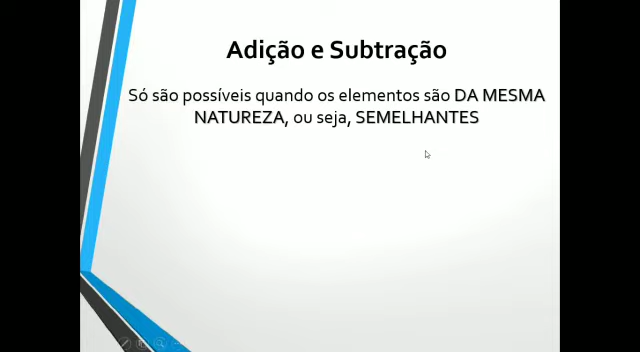 Adição e Subtração
Só são possíveis quando os elementos são DA MESMA
NATUREZA, ou seja, SEMELHANTES